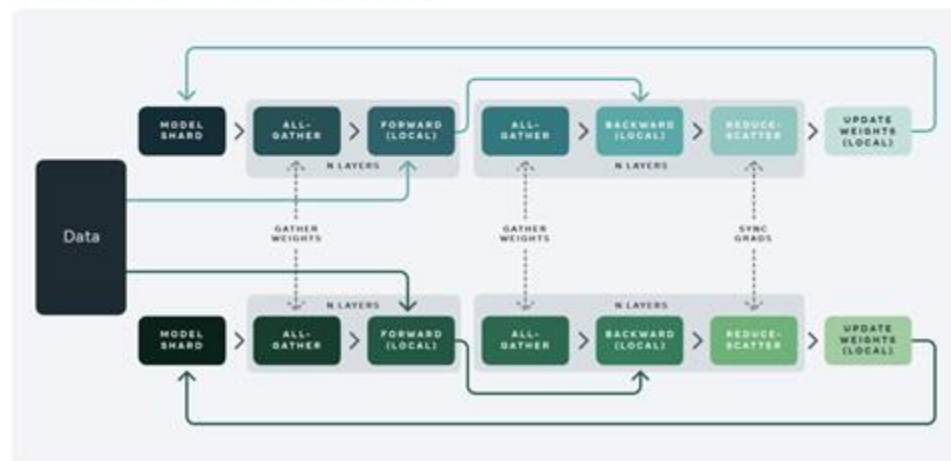 MODEL
SHARD
ALL-
GATHER
FORWARD
(LOCAL)
N LAYERS
ALL-
GATHER
BACKWARD
(LOCAL)
REDUCE-
SCATTER
N LAYERS
UPDATE
WEIGHTS
(LOCAL)
Data
GATHER
WEIGHTS
GATHER
WEIGHTS
SYNC
GRADS
N LAYERS
N LAYERS
MODEL
SHARD
ALL-
GATHER
FORWARD
(LOCAL)
ALL-
GATHER
BACKWARD
(LOCAL)
REDUCE-
SCATTER
UPDATE
WEIGHTS
(LOCAL)